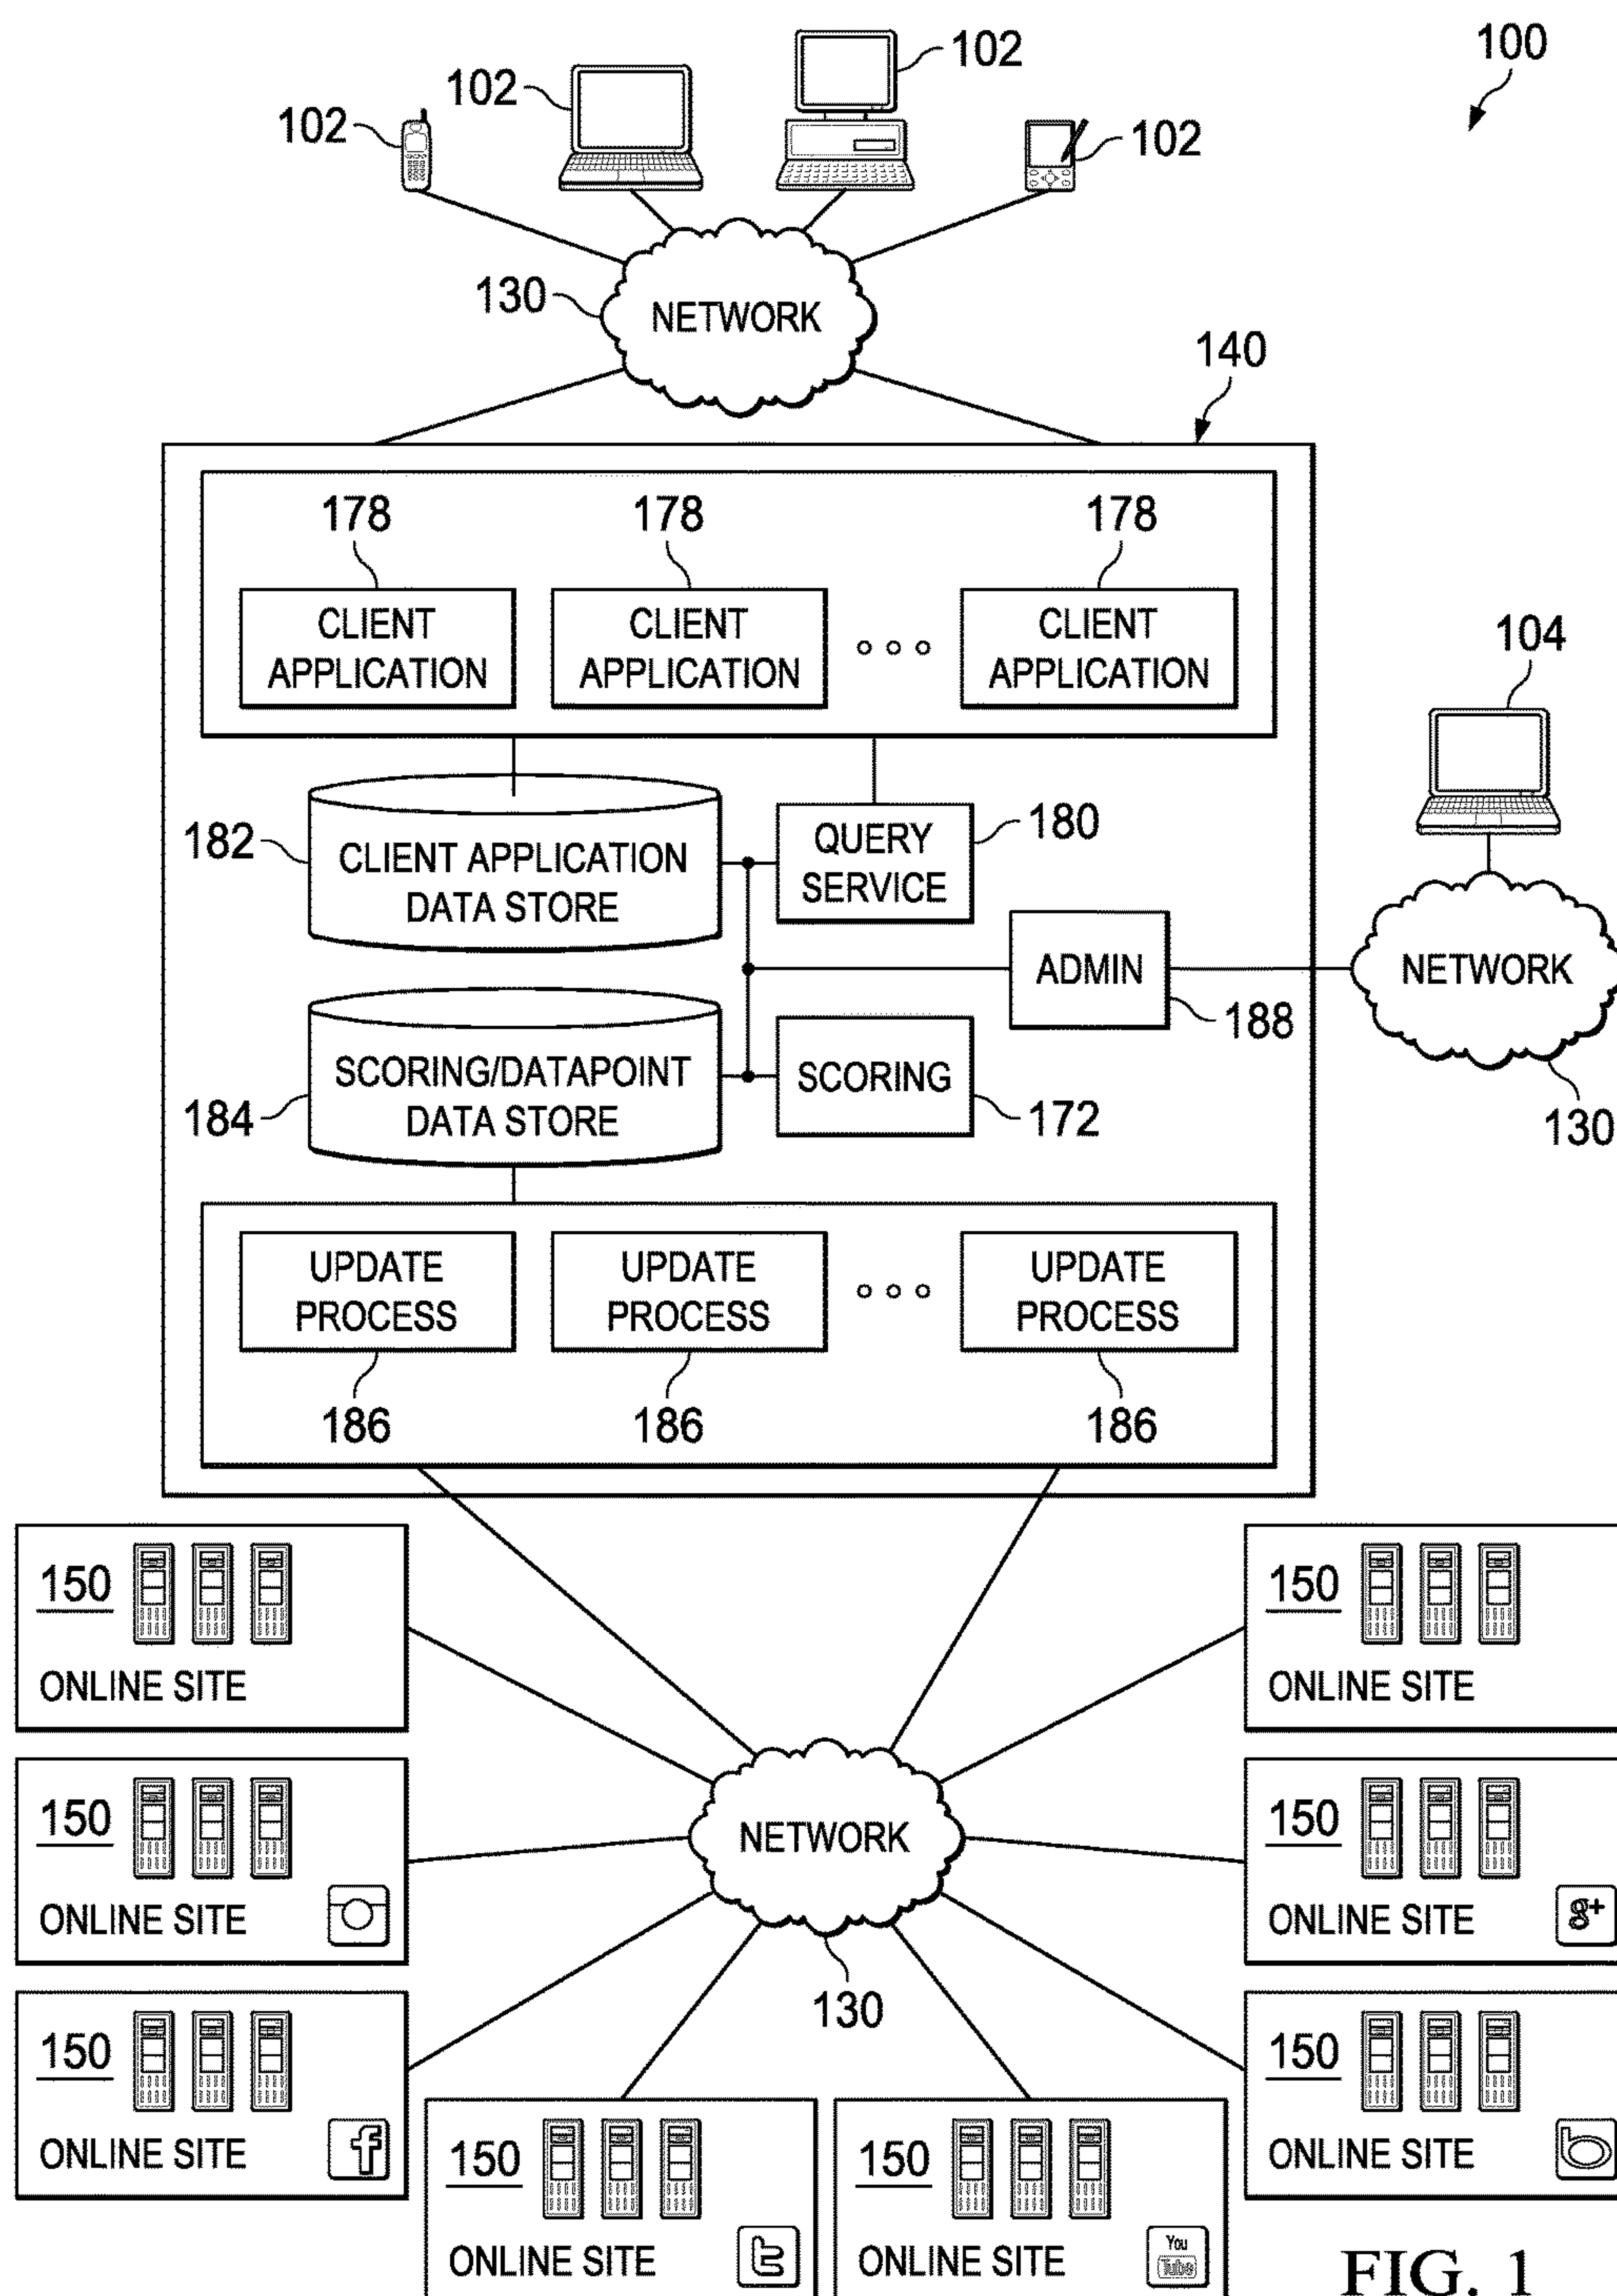 100
102
102
102
102
130
NETWORK
140
178
178
178
CLIENT
APPLICATION
CLIENT
APPLICATION
CLIENT
APPLICATION
104
182
CLIENT APPLICATION
DATA STORE
QUERY
SERVICE
180
ADMIN
188
NETWORK
130
184
SCORING/DATAPOINT
DATA STORE
SCORING
172
UPDATE
PROCESS
UPDATE
PROCESS
UPDATE
PROCESS
186
186
186
150
ONLINE SITE
150
ONLINE SITE
150
ONLINE SITE
g+
NETWORK
130
150
ONLINE SITE
150
ONLINE SITE
f
150
ONLINE SITE
b
150
ONLINE SITE
t
150
ONLINE SITE
You
Tube
FIG. 1